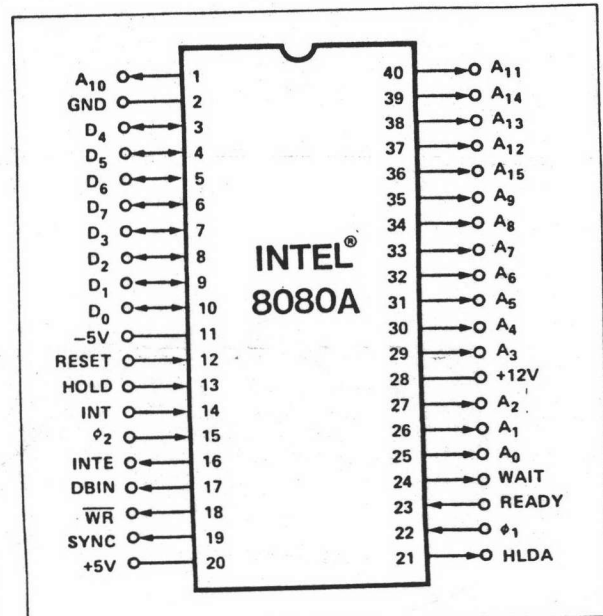 A10 1 40 A11
GND 2 39 A14
D4 3 38 A13
D5 4 37 A12
D6 5 36 A15
D7 6 35 A9
D3 7 34 A8
D2 8 33 A7
D1 9 32 A6
D0 10 31 A5
-5V 11 30 A4
RESET 12 29 A3
HOLD 13 28 +12V
INT 14 27 A2
ϕ2 15 26 A1
INTE 16 25 A0
DBIN 17 24 WAIT
W̅R̅ 18 23 READY
SYNC 19 22 ϕ1
+5V 20 21 HLDA
INTEL®
8080A